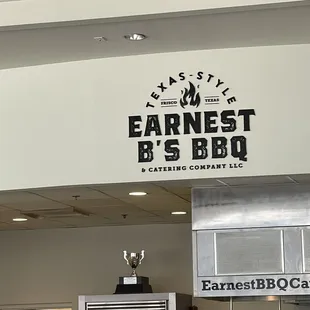 TEXAS-STYLE
FRISCO TEXAS
EARNEST
B'S BBQ
& CATERING COMPANY LLC
EarnestBBQCa